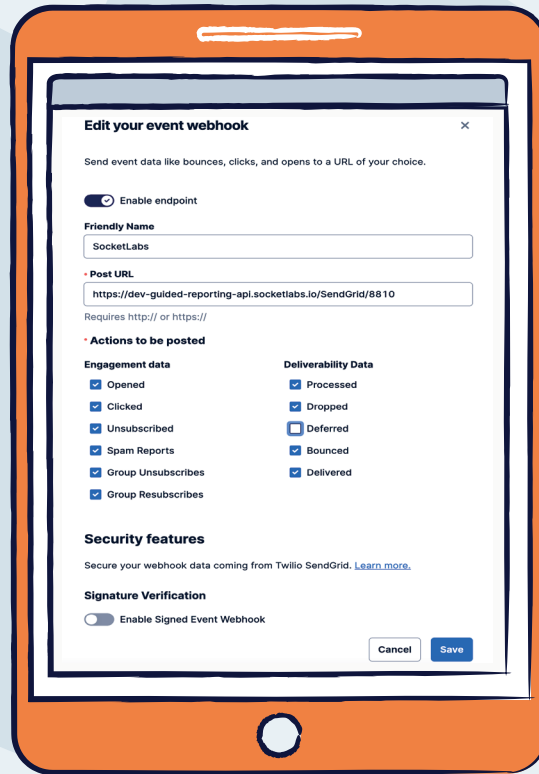 Edit your event webhook
Send event data like bounces, clicks, and opens to a URL of your choice.
Enable endpoint
Friendly Name
SocketLabs
* Post URL
https://dev-guided-reporting-api.socketlabs.io/SendGrid/8810
Requires http:// or https://
* Actions to be posted
Engagement data
Opened
Clicked
Unsubscribed
Spam Reports
Group Unsubscribes
Group Resubscribes
Deliverability Data
Processed
Dropped
Deferred
Bounced
Delivered
Security features
Secure your webhook data coming from Twilio SendGrid. Learn more.
Signature Verification
Enable Signed Event Webhook
Cancel
Save